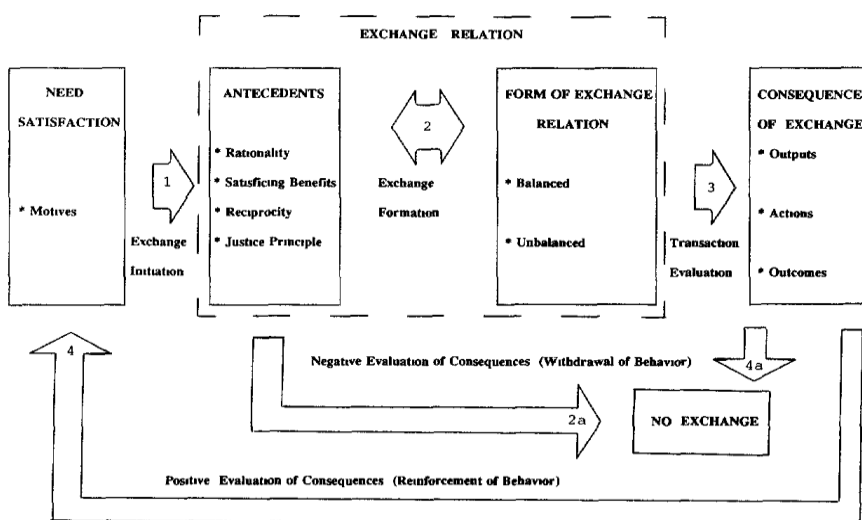 EXCHANGE RELATION
NEED
SATISFACTION
* Motives
1
Exchange
Initiation
ANTECEDENTS
* Rationality
* Satisficing Benefits
* Reciprocity
* Justice Principle
2
Exchange
Formation
FORM OF EXCHANGE
RELATION
* Balanced
* Unbalanced
3
Transaction
Evaluation
CONSEQUENCE
OF EXCHANGE
* Outputs
* Actions
* Outcomes
4
Negative Evaluation of Consequences (Withdrawal of Behavior)
4a
2a
NO EXCHANGE
Positive Evaluation of Consequences (Reinforcement of Behavior)